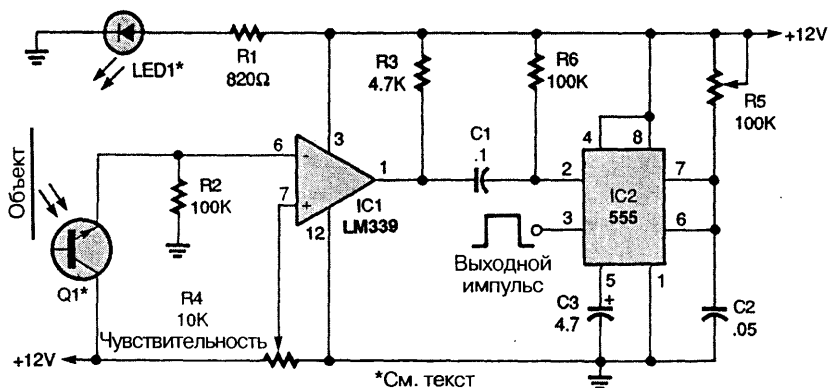 +12V
LED1*
R1
820Ω
R3
4.7K
R6
100K
R5
100K
Объект
Q1*
R2
100K
6
-
3
7
+
12
1
IC1
LM339
C1
.1
4
8
2
7
IC2
555
3
6
5
1
Выходной
импульс
R4
10K
Чувствительность
C3
+
4.7
C2
.05
+12V
*См. текст